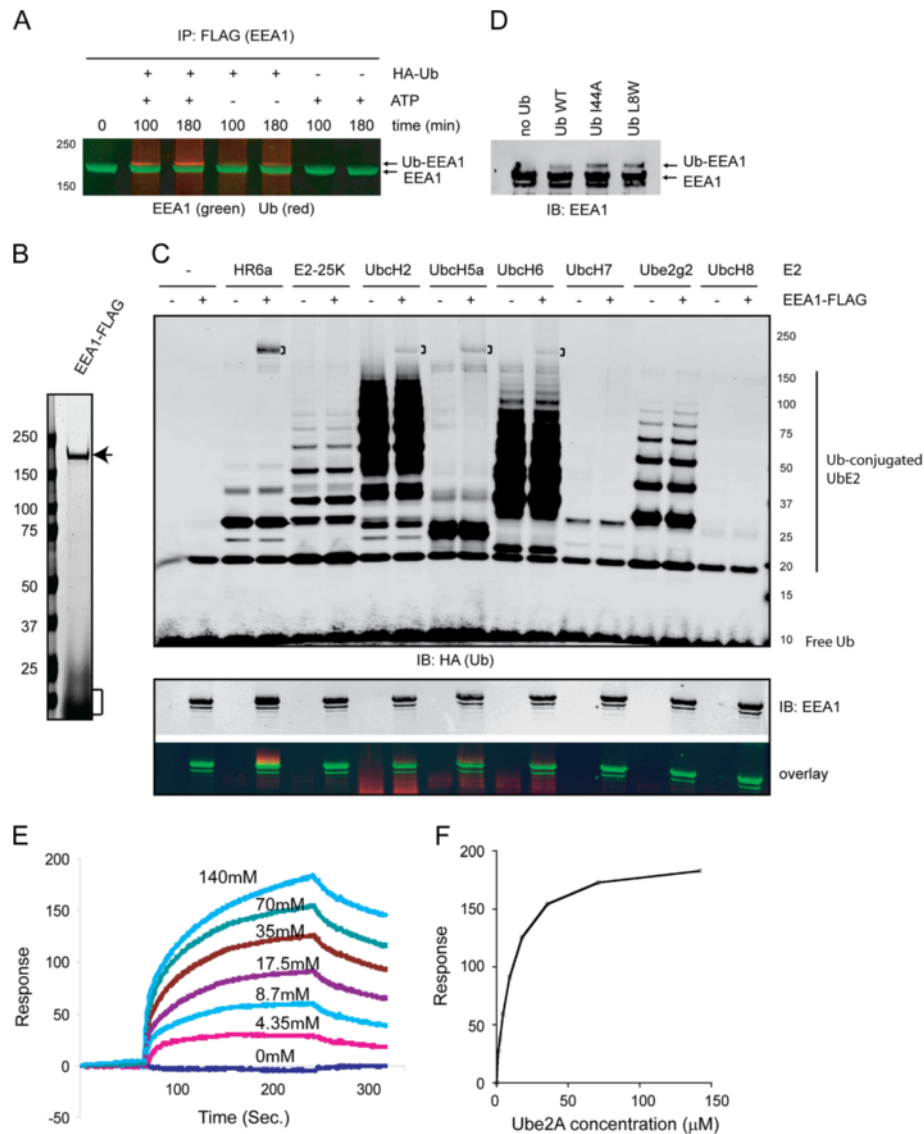 A
IP: FLAG (EEA1)
+ + + + - - HA-Ub
+ + - - + + ATP
0 100 180 100 180 100 180 time (min)
250
150
Ub-EEA1
EEA1
EEA1 (green) Ub (red)
D
no Ub
Ub WT
Ub I44A
Ub L8W
Ub-EEA1
EEA1
IB: EEA1
B
EEA1-FLAG
250
150
100
75
50
37
25
C
- HR6a E2-25K UbcH2 UbcH5a UbcH6 UbcH7 Ube2g2 UbcH8 E2
- + - + - + - + - + - + - + - + - + EEA1-FLAG
250
150
100
75
50
37
25
20
15
10
Ub-conjugated
UbE2
Free Ub
IB: HA (Ub)
IB: EEA1
overlay
E
200
150
100
50
0
-50
Response
140mM
70mM
35mM
17.5mM
8.7mM
4.35mM
0mM
100 200 300
Time (Sec.)
F
200
150
100
50
0
Response
0 50 100 150
Ube2A concentration (μM)